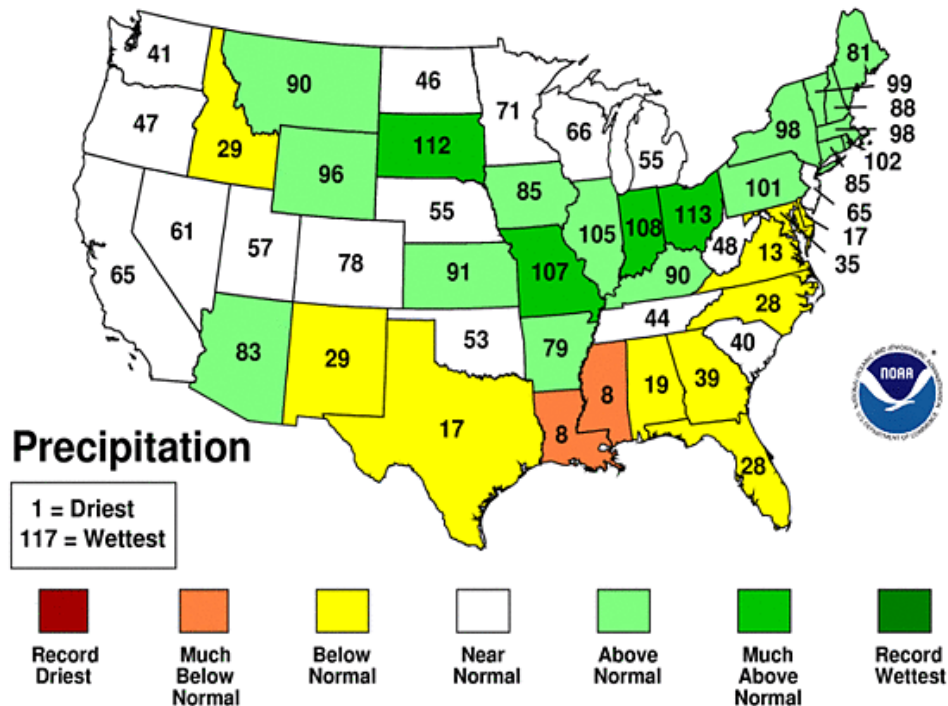 41
90
46
71
81
99
88
98
102
85
65
17
35
47
29
96
112
66
55
98
101
61
57
78
55
85
105
108
113
48
13
65
91
107
90
28
83
29
53
79
44
40
17
8
8
19
39
28
NOAA
Precipitation
1 = Driest
117 = Wettest
Record
Driest
Much
Below
Normal
Below
Normal
Near
Normal
Above
Normal
Much
Above
Normal
Record
Wettest